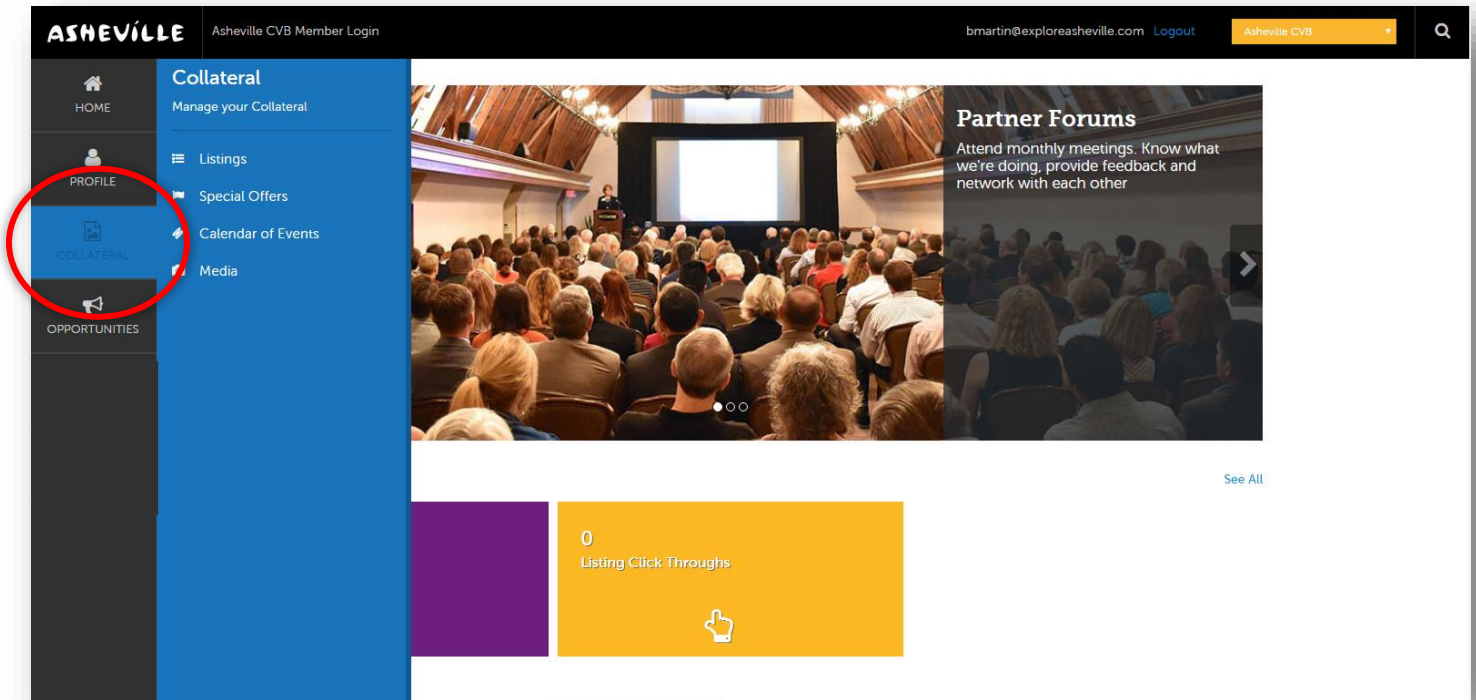 ASHEVÍLLE
Asheville CVB Member Login
bmartin@exploreasheville.com Logout
Asheville CVB
HOME
PROFILE
COLLATERAL
OPPORTUNITIES
Collateral
Manage your Collateral
Listings
Special Offers
Calendar of Events
Media
Partner Forums
Attend monthly meetings. Know what
we're doing, provide feedback and
network with each other
See All
0
Listing Click Throughs